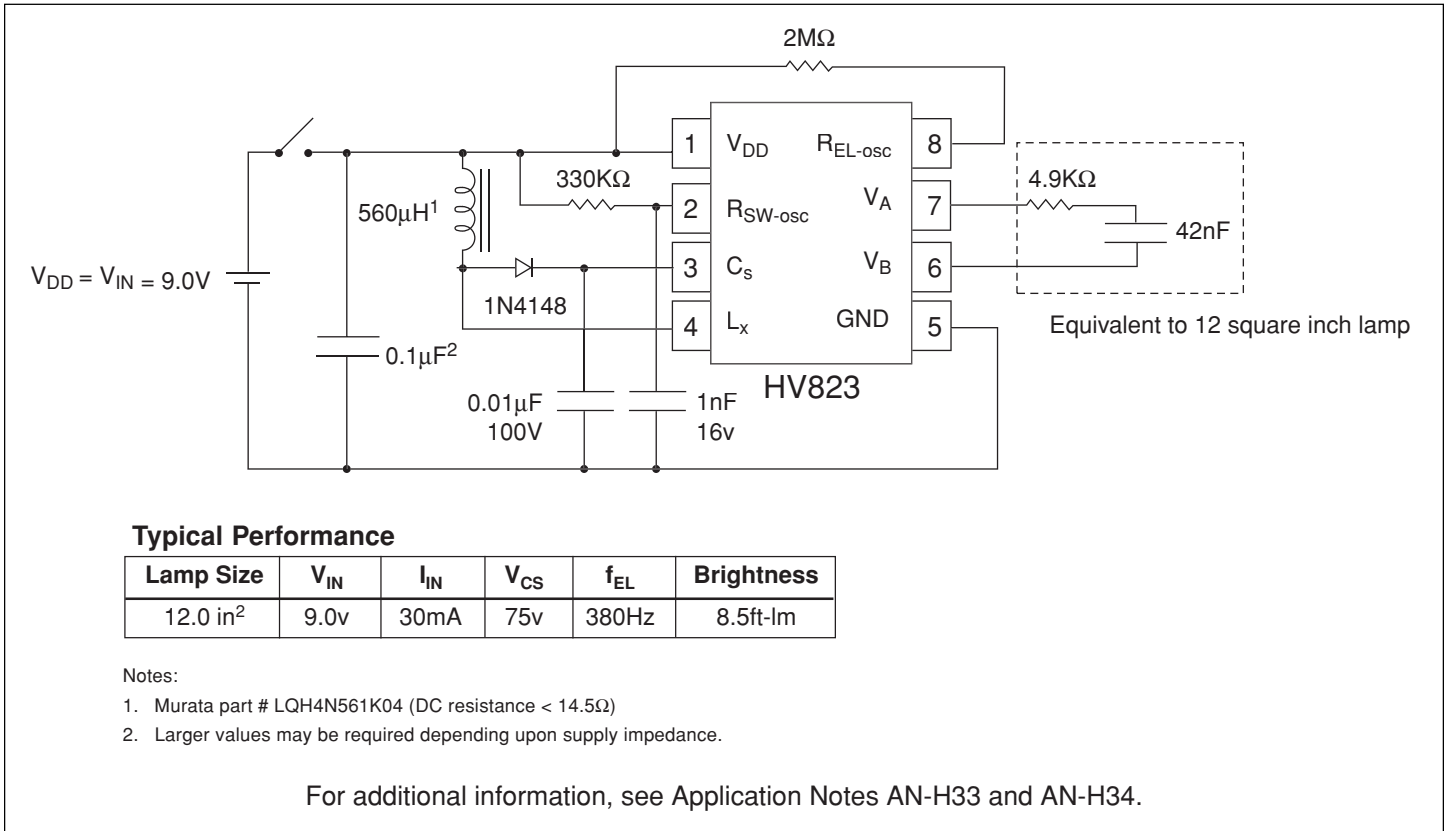 2MΩ
1 V_DD R_EL-osc 8
330KΩ 4.9KΩ
560μH¹ 2 R_SW-osc V_A 7
42nF
V_DD = V_IN = 9.0V 3 C_s V_B 6
1N4148
4 L_x GND 5
Equivalent to 12 square inch lamp
0.1μF²
HV823
0.01μF 1nF
100V 16v
Typical Performance
Lamp Size V_IN I_IN V_CS f_EL Brightness
12.0 in² 9.0v 30mA 75v 380Hz 8.5ft-lm
Notes:
1. Murata part # LQH4N561K04 (DC resistance < 14.5Ω)
2. Larger values may be required depending upon supply impedance.
For additional information, see Application Notes AN-H33 and AN-H34.